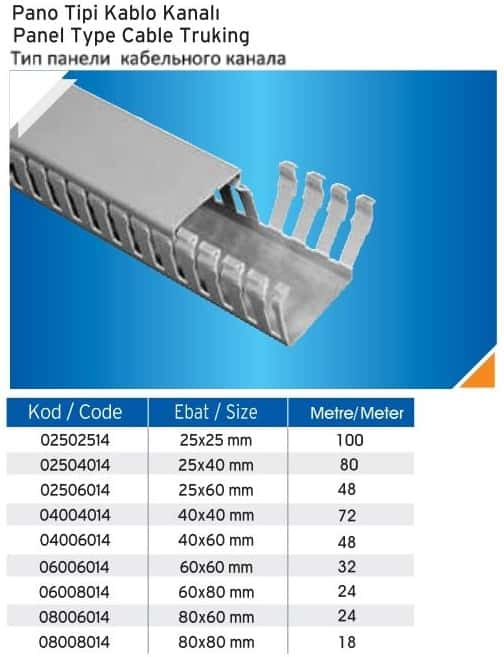 Pano Tipi Kablo Kanalı
Panel Type Cable Truking
Тип панели кабельного канала
Kod / Code Ebat / Size Metre/Meter
02502514 25x25 mm 100
02504014 25x40 mm 80
02506014 25x60 mm 48
04004014 40x40 mm 72
04006014 40x60 mm 48
06006014 60x60 mm 32
06008014 60x80 mm 24
08006014 80x60 mm 24
08008014 80x80 mm 18